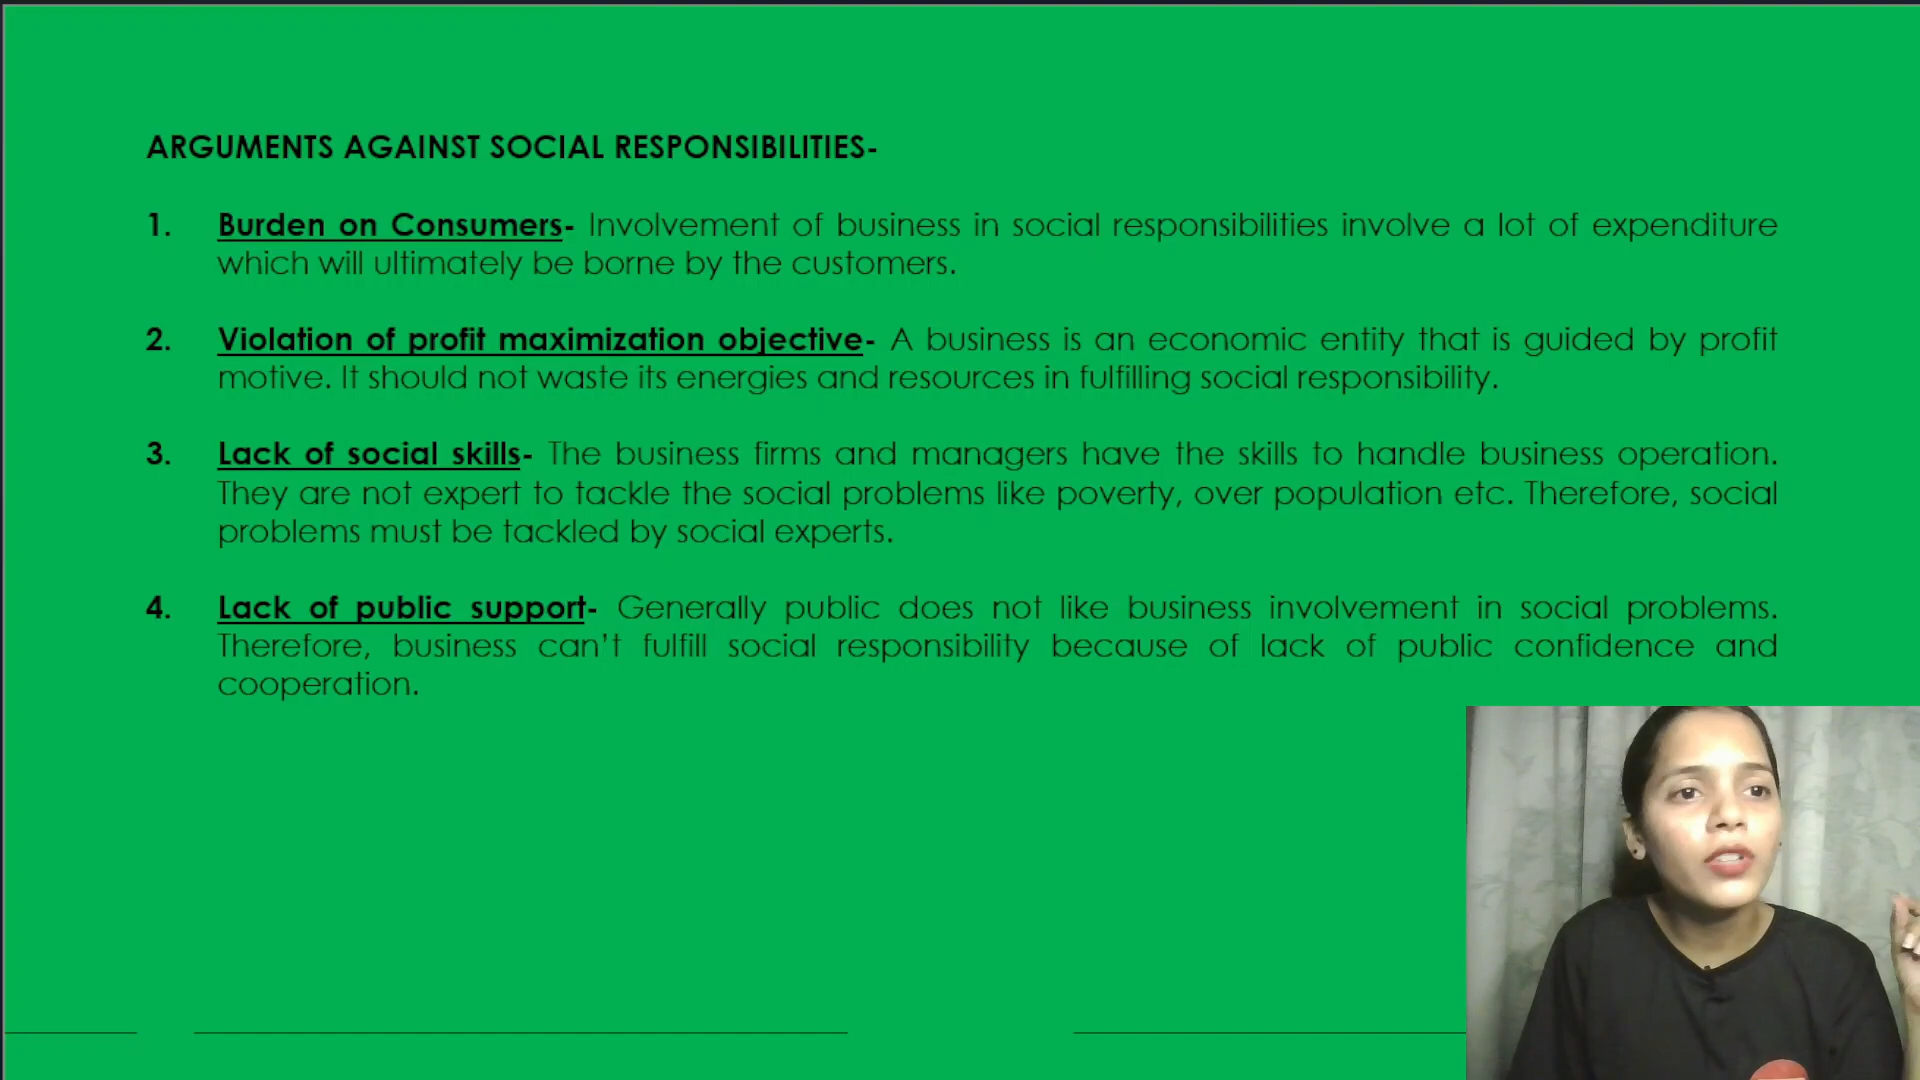 ARGUMENTS AGAINST SOCIAL RESPONSIBILITIES-
1. Burden on Consumers- Involvement of business in social responsibilities involve a lot of expenditure
which will ultimately be borne by the customers.
2. Violation of profit maximization objective- A business is an economic entity that is guided by profit
motive. It should not waste its energies and resources in fulfilling social responsibility.
3. Lack of social skills- The business firms and managers have the skills to handle business operation.
They are not expert to tackle the social problems like poverty, over population etc. Therefore, social
problems must be tackled by social experts.
4. Lack of public support- Generally public does not like business involvement in social problems.
Therefore, business can’t fulfill social responsibility because of lack of public confidence and
cooperation.